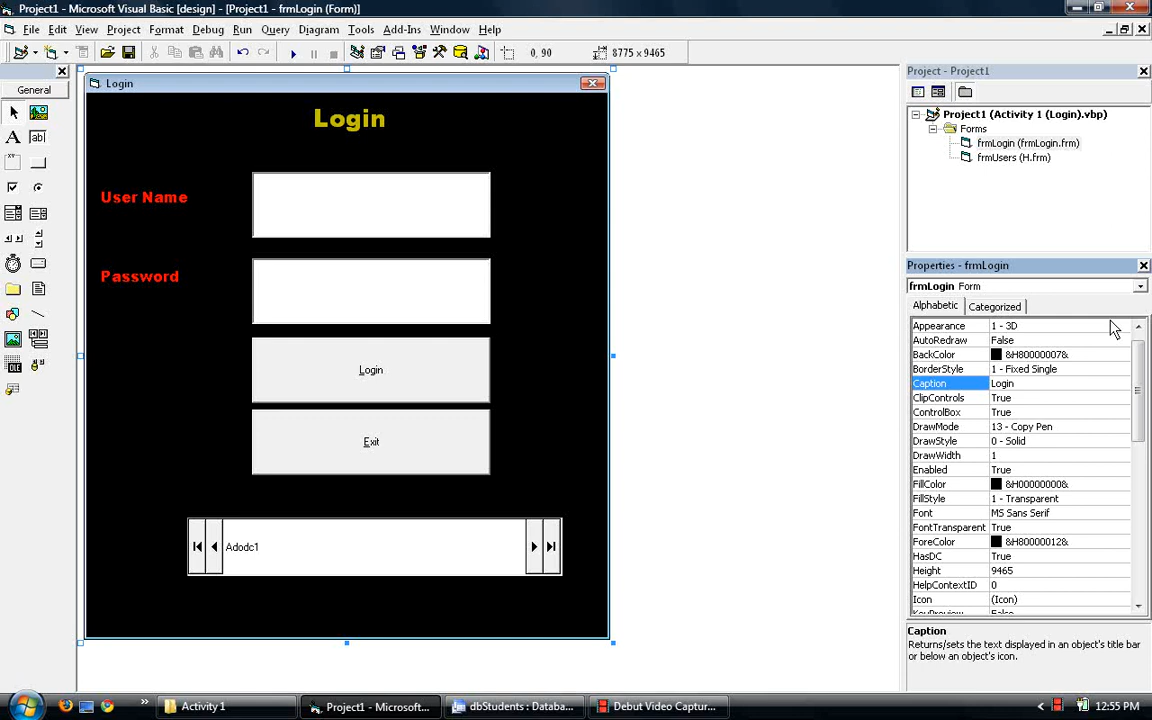 Project1 - Microsoft Visual Basic [design] - [Project1 - frmLogin (Form)]
File Edit View Project Format Debug Run Query Diagram Tools Add-Ins Window Help
0, 90 8775 x 9465
General
Login
Login
User Name
Password
Login
Exit
Adodc1
Project - Project1
Project1 (Activity 1 (Login).vbp)
Forms
frmLogin (frmLogin.frm)
frmUsers (H.frm)
Properties - frmLogin
frmLogin Form
Alphabetic Categorized
Appearance 1 - 3D
AutoRedraw False
BackColor &H80000007&
BorderStyle 1 - Fixed Single
Caption Login
ClipControls True
ControlBox True
DrawMode 13 - Copy Pen
DrawStyle 0 - Solid
DrawWidth 1
Enabled True
FillColor &H00000000&
FillStyle 1 - Transparent
Font MS Sans Serif
FontTransparent True
ForeColor &H80000012&
HasDC True
Height 9465
HelpContextID 0
Icon (Icon)
KeyPreview False
Caption
Returns/sets the text displayed in an object's title bar
or below an object's icon.
Activity 1 Project1 - Microsoft... dbStudents : Databa... Debut Video Captur... 12:55 PM